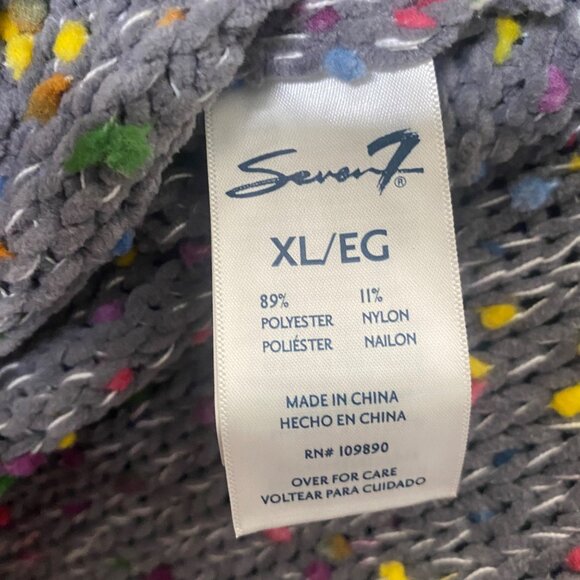 Seven7®
XL/EG
89% 11%
POLYESTER NYLON
POLIÉSTER NAILON
MADE IN CHINA
HECHO EN CHINA
RN# 109890
OVER FOR CARE
VOLTEAR PARA CUIDADO